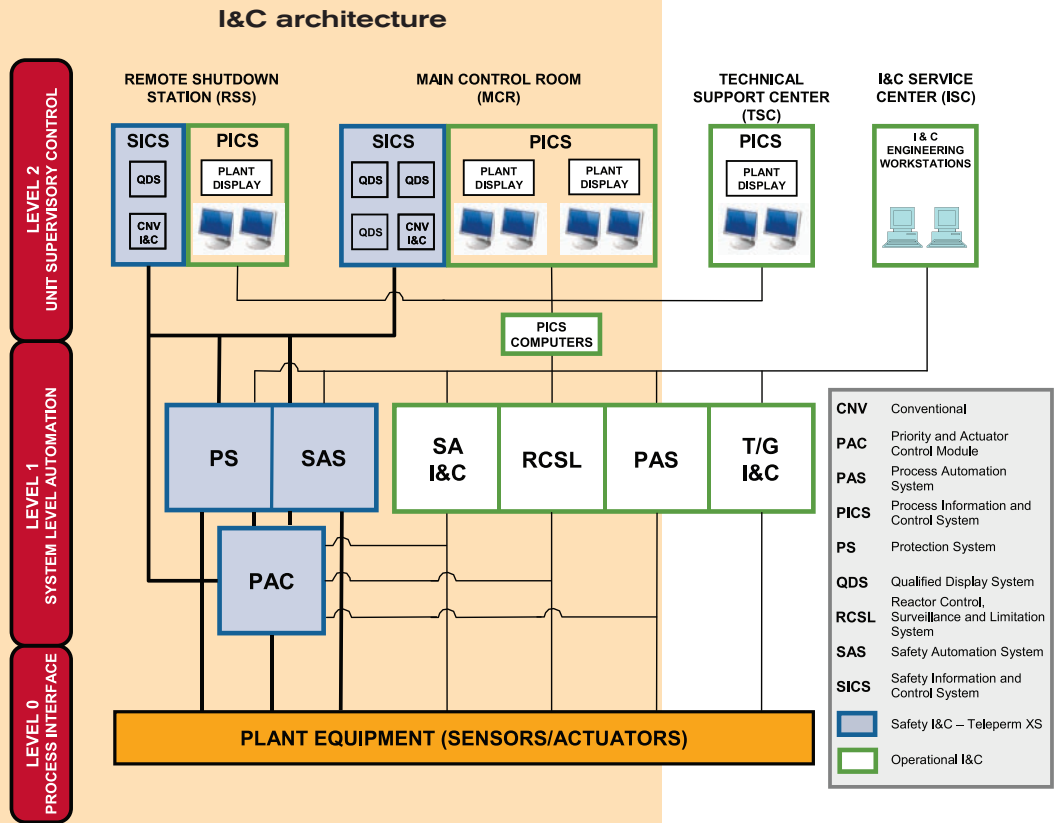 I&C architecture
LEVEL 2
UNIT SUPERVISORY CONTROL
REMOTE SHUTDOWN
STATION (RSS)
MAIN CONTROL ROOM
(MCR)
TECHNICAL
SUPPORT CENTER
(TSC)
I&C SERVICE
CENTER (ISC)
SICS
QDS
CNV
I&C
PICS
PLANT
DISPLAY
SICS
QDS
QDS
QDS
CNV
I&C
PICS
PLANT
DISPLAY
PLANT
DISPLAY
PICS
PLANT
DISPLAY
I & C
ENGINEERING
WORKSTATIONS
PICS
COMPUTERS
LEVEL 1
SYSTEM LEVEL AUTOMATION
PS
SAS
SA
I&C
RCSL
PAS
T/G
I&C
PAC
LEVEL 0
PROCESS INTERFACE
PLANT EQUIPMENT (SENSORS/ACTUATORS)
CNV Conventional
PAC Priority and Actuator
Control Module
PAS Process Automation
System
PICS Process Information and
Control System
PS Protection System
QDS Qualified Display System
RCSL Reactor Control,
Surveillance and Limitation
System
SAS Safety Automation System
SICS Safety Information and
Control System
Safety I&C – Teleperm XS
Operational I&C